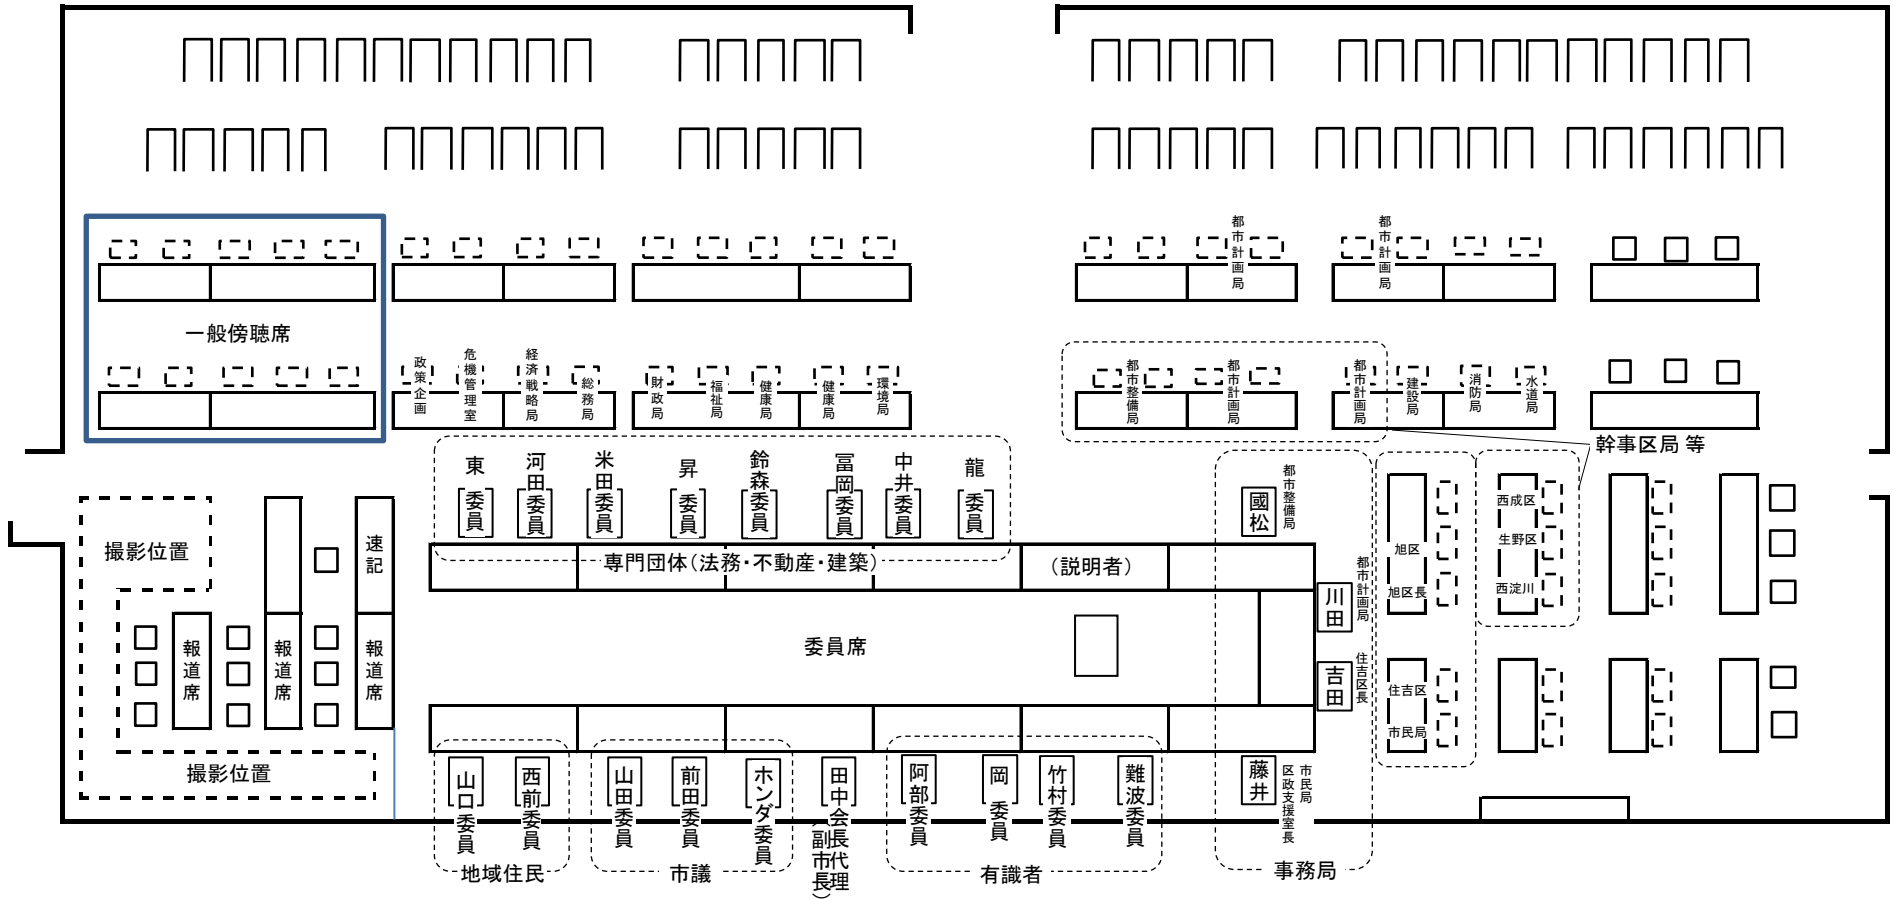 都市計画局
都市計画局
一般傍聴席
政策企画
危機管理室
経済戦略局
総務局
財政局
福祉局
健康局
健康局
環境局
都市整備局
都市計画局
都市計画局
建設局
消防局
水道局
幹事区局 等
東 委員
河田委員
米田委員
昇 委員
鈴森委員
冨岡委員
中井委員
龍 委員
國松
都市整備局
専門団体（法務・不動産・建築）
（説明者）
撮影位置
速記
報道席
報道席
報道席
撮影位置
委員席
川田
都市計画局
吉田
住吉区長
旭区
旭区長
西成区
生野区
西淀川
住吉区
市民局
山口委員
西前委員
地域住民
山田委員
前田委員
ホンダ委員
市議
田中会長代理
（副市長）
阿部委員
岡 委員
竹村委員
難波委員
有識者
藤井
市民局
区政支援室長
事務局